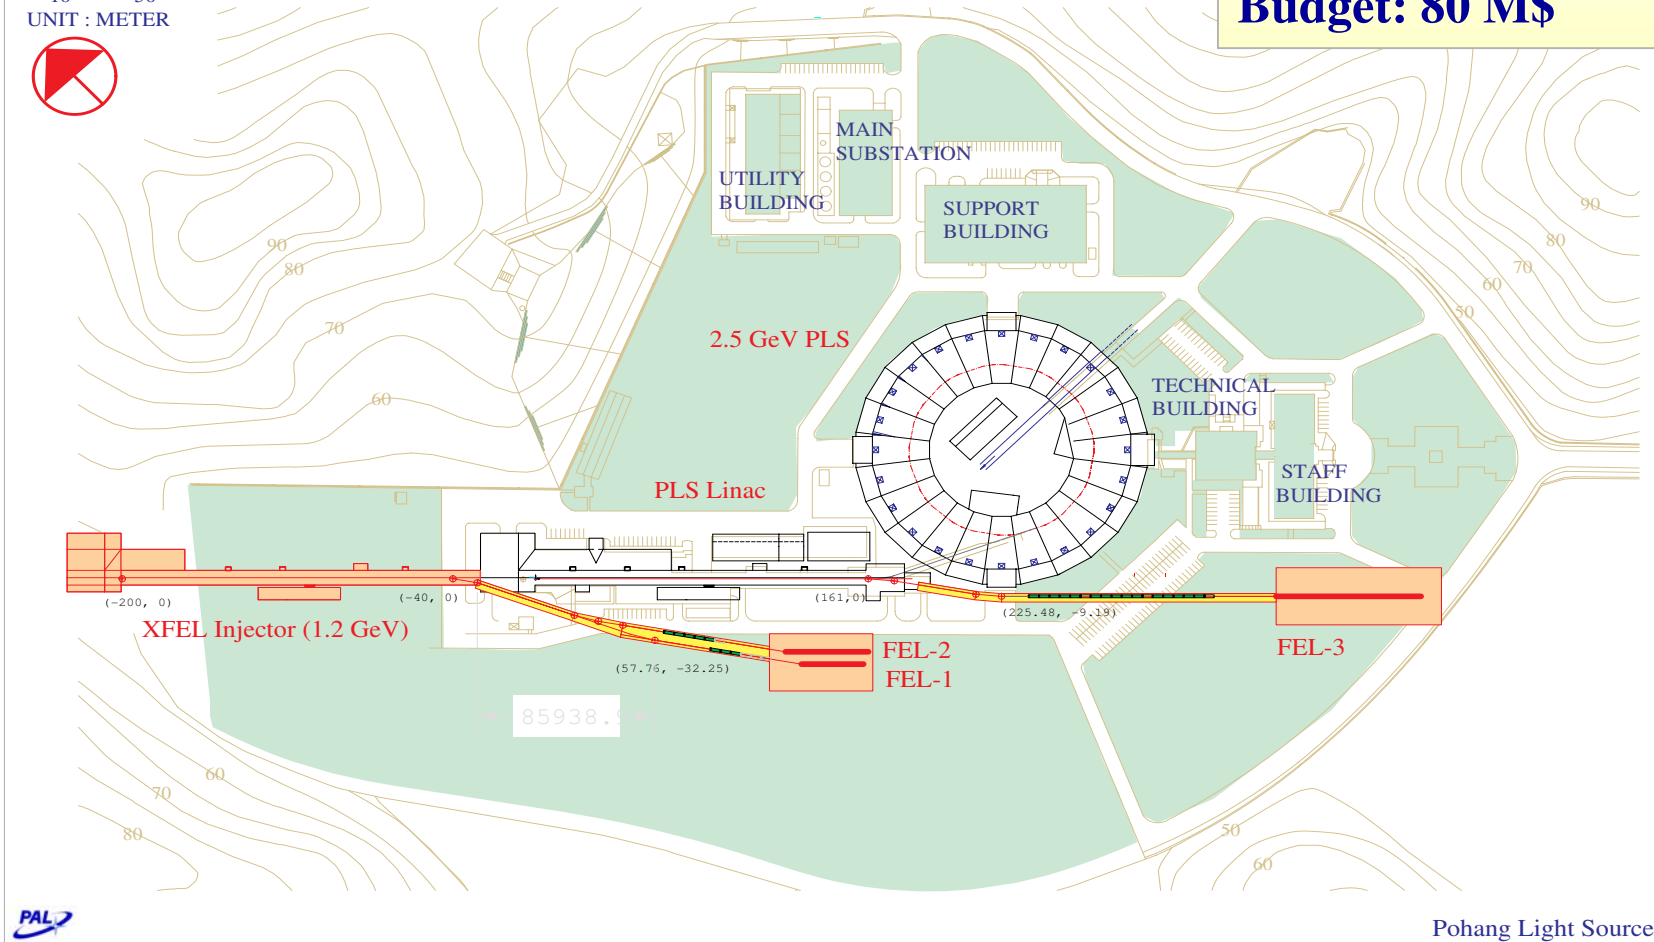 UNIT : METER
Budget: 80 M$
MAIN
SUBSTATION
UTILITY
BUILDING
SUPPORT
BUILDING
90
80
70
60
50
90
80
70
60
2.5 GeV PLS
TECHNICAL
BUILDING
STAFF
BUILDING
PLS Linac
(-200, 0)
(-40, 0)
(161,0)
(225.48, -9.19)
XFEL Injector (1.2 GeV)
(57.76, -32.25)
FEL-2
FEL-1
FEL-3
85938.9
60
70
80
50
60
PAL
Pohang Light Source